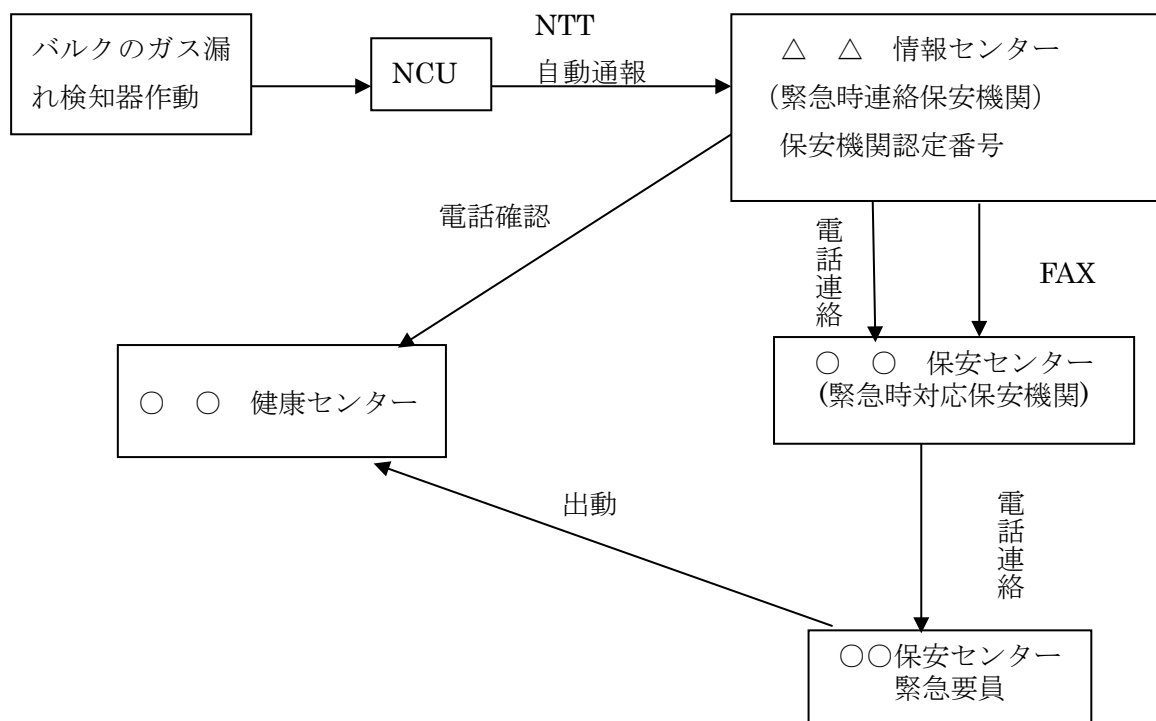 バルクのガス漏
れ検知器作動
NCU
NTT
自動通報
△ △ 情報センター
（緊急時連絡保安機関）
保安機関認定番号
電話確認
電話連絡
FAX
○ ○ 健康センター
○ ○ 保安センター
(緊急時対応保安機関)
出動
電話連絡
○○保安センター
緊急要員